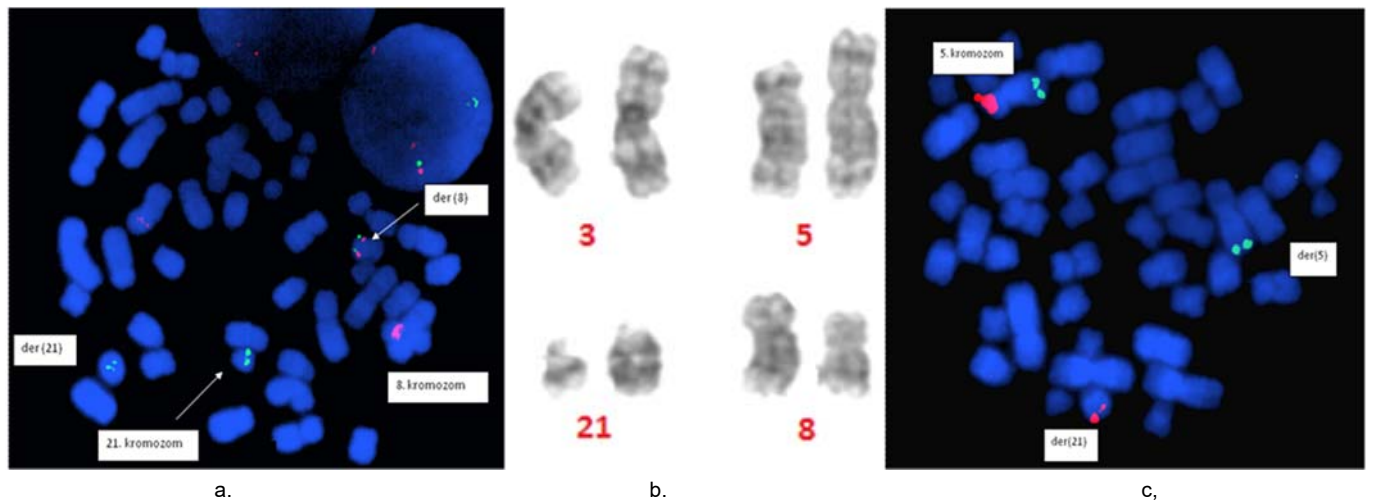 der (8)
der (21)
8. kromozom
21. kromozom
3
5
21
8
5. kromozom
der(5)
der(21)
a.
b.
c,